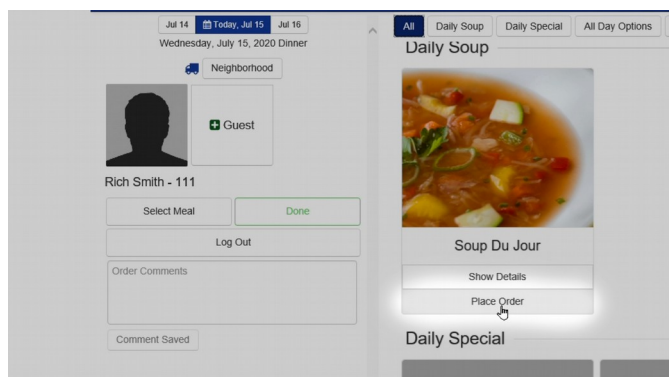 Jul 14 Today, Jul 15 Jul 16
Wednesday, July 15, 2020 Dinner
Neighborhood
Guest
Rich Smith - 111
Select Meal Done
Log Out
Order Comments
Comment Saved
All Daily Soup Daily Special All Day Options
Daily Soup
Soup Du Jour
Show Details
Place Order
Daily Special